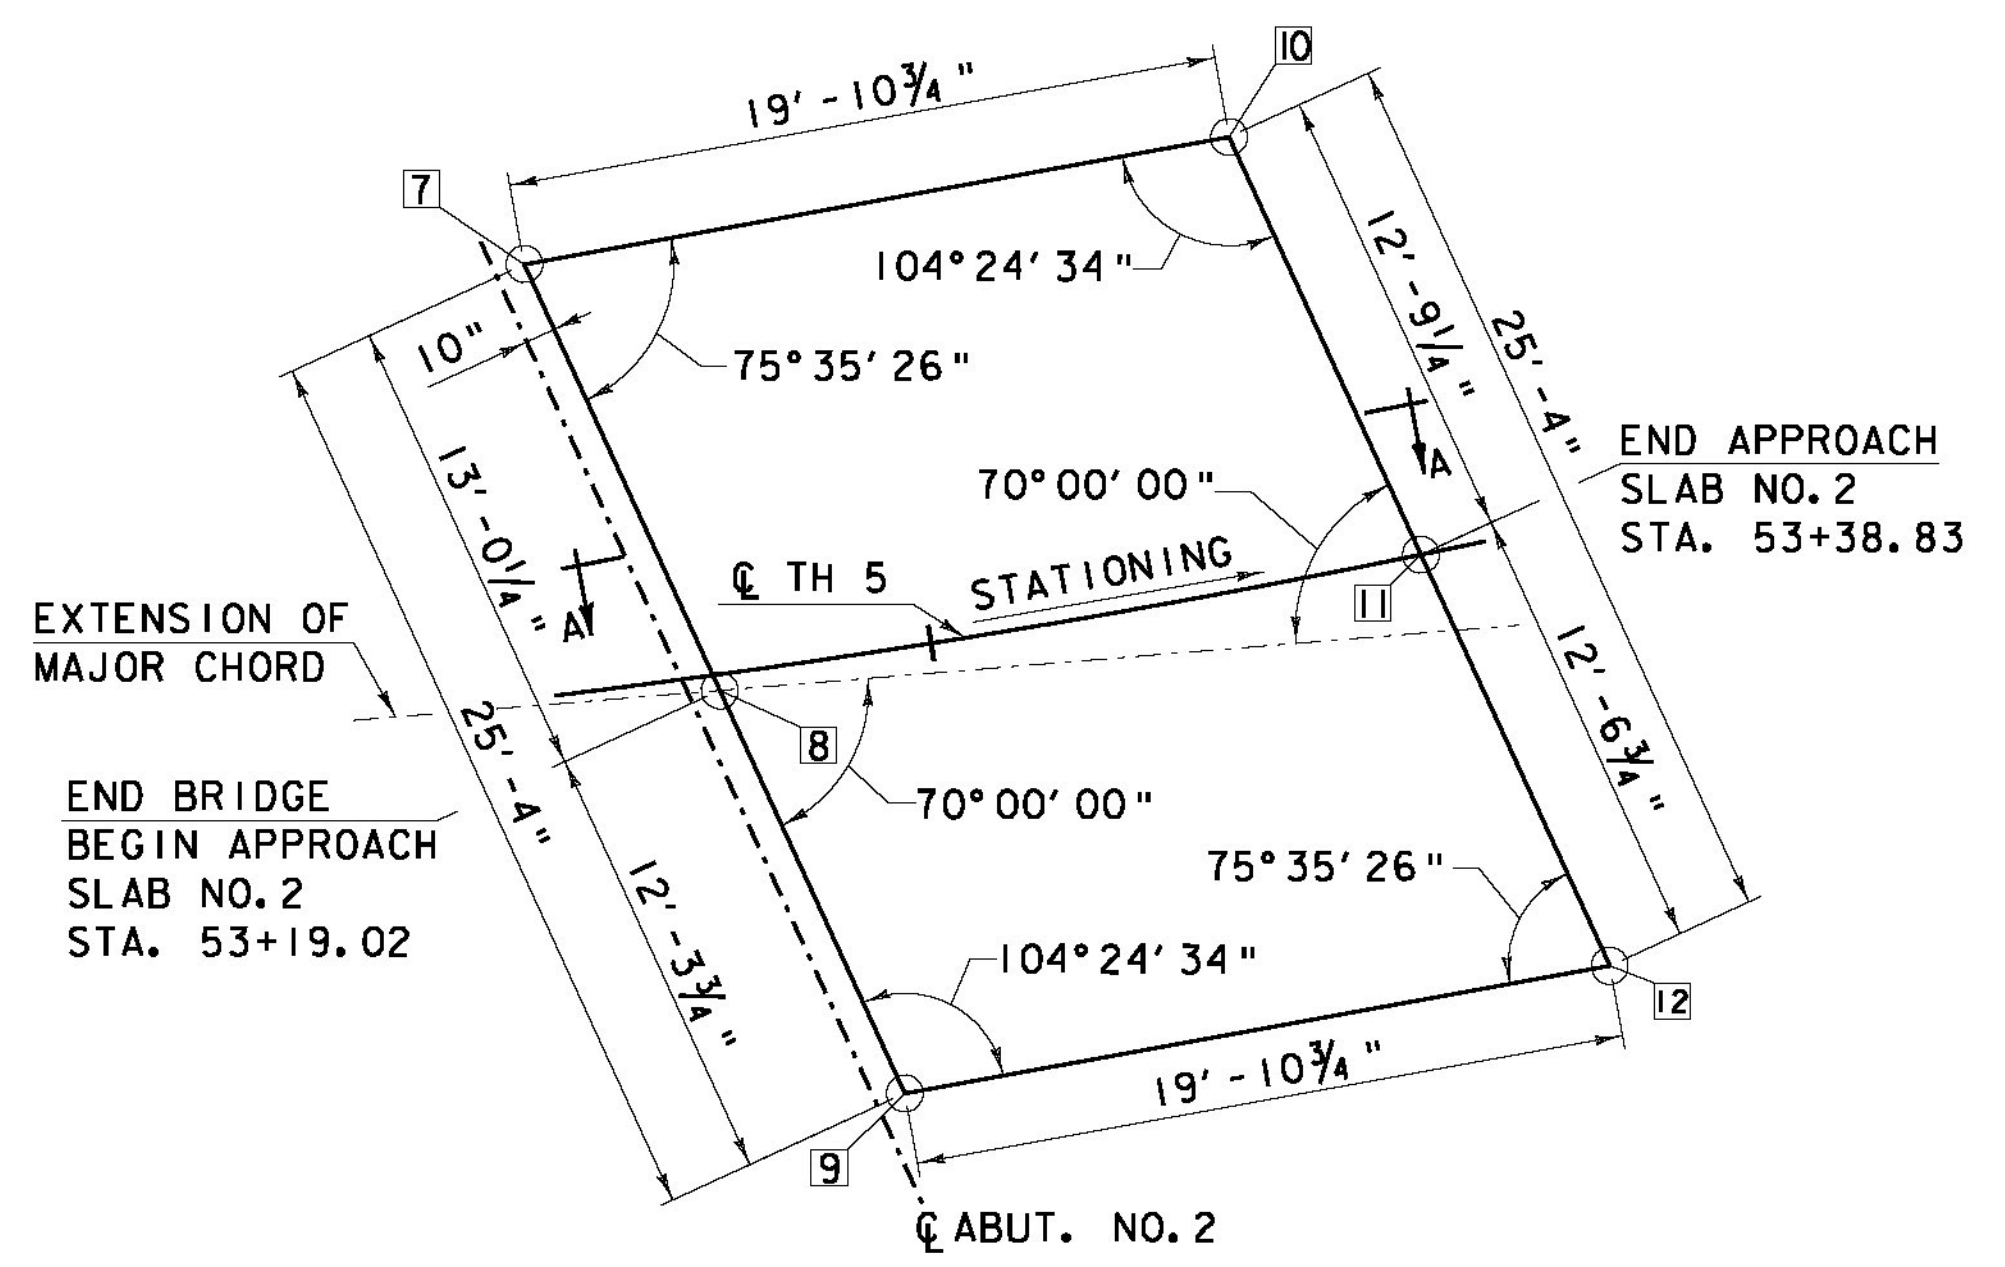 10
19'-10¾"
7
104°24'34"
12'-9¼"
25'-4"
10"
75°35'26"
END APPROACH
SLAB NO.2
STA. 53+38.83
13'-0¼"
70°00'00"
A
℄ TH 5
STATIONING
11
A
EXTENSION OF
MAJOR CHORD
12'-6¾"
25'-4"
8
END BRIDGE
BEGIN APPROACH
SLAB NO.2
STA. 53+19.02
70°00'00"
12'-3¾"
75°35'26"
104°24'34"
12
19'-10¾"
9
℄ ABUT. NO.2